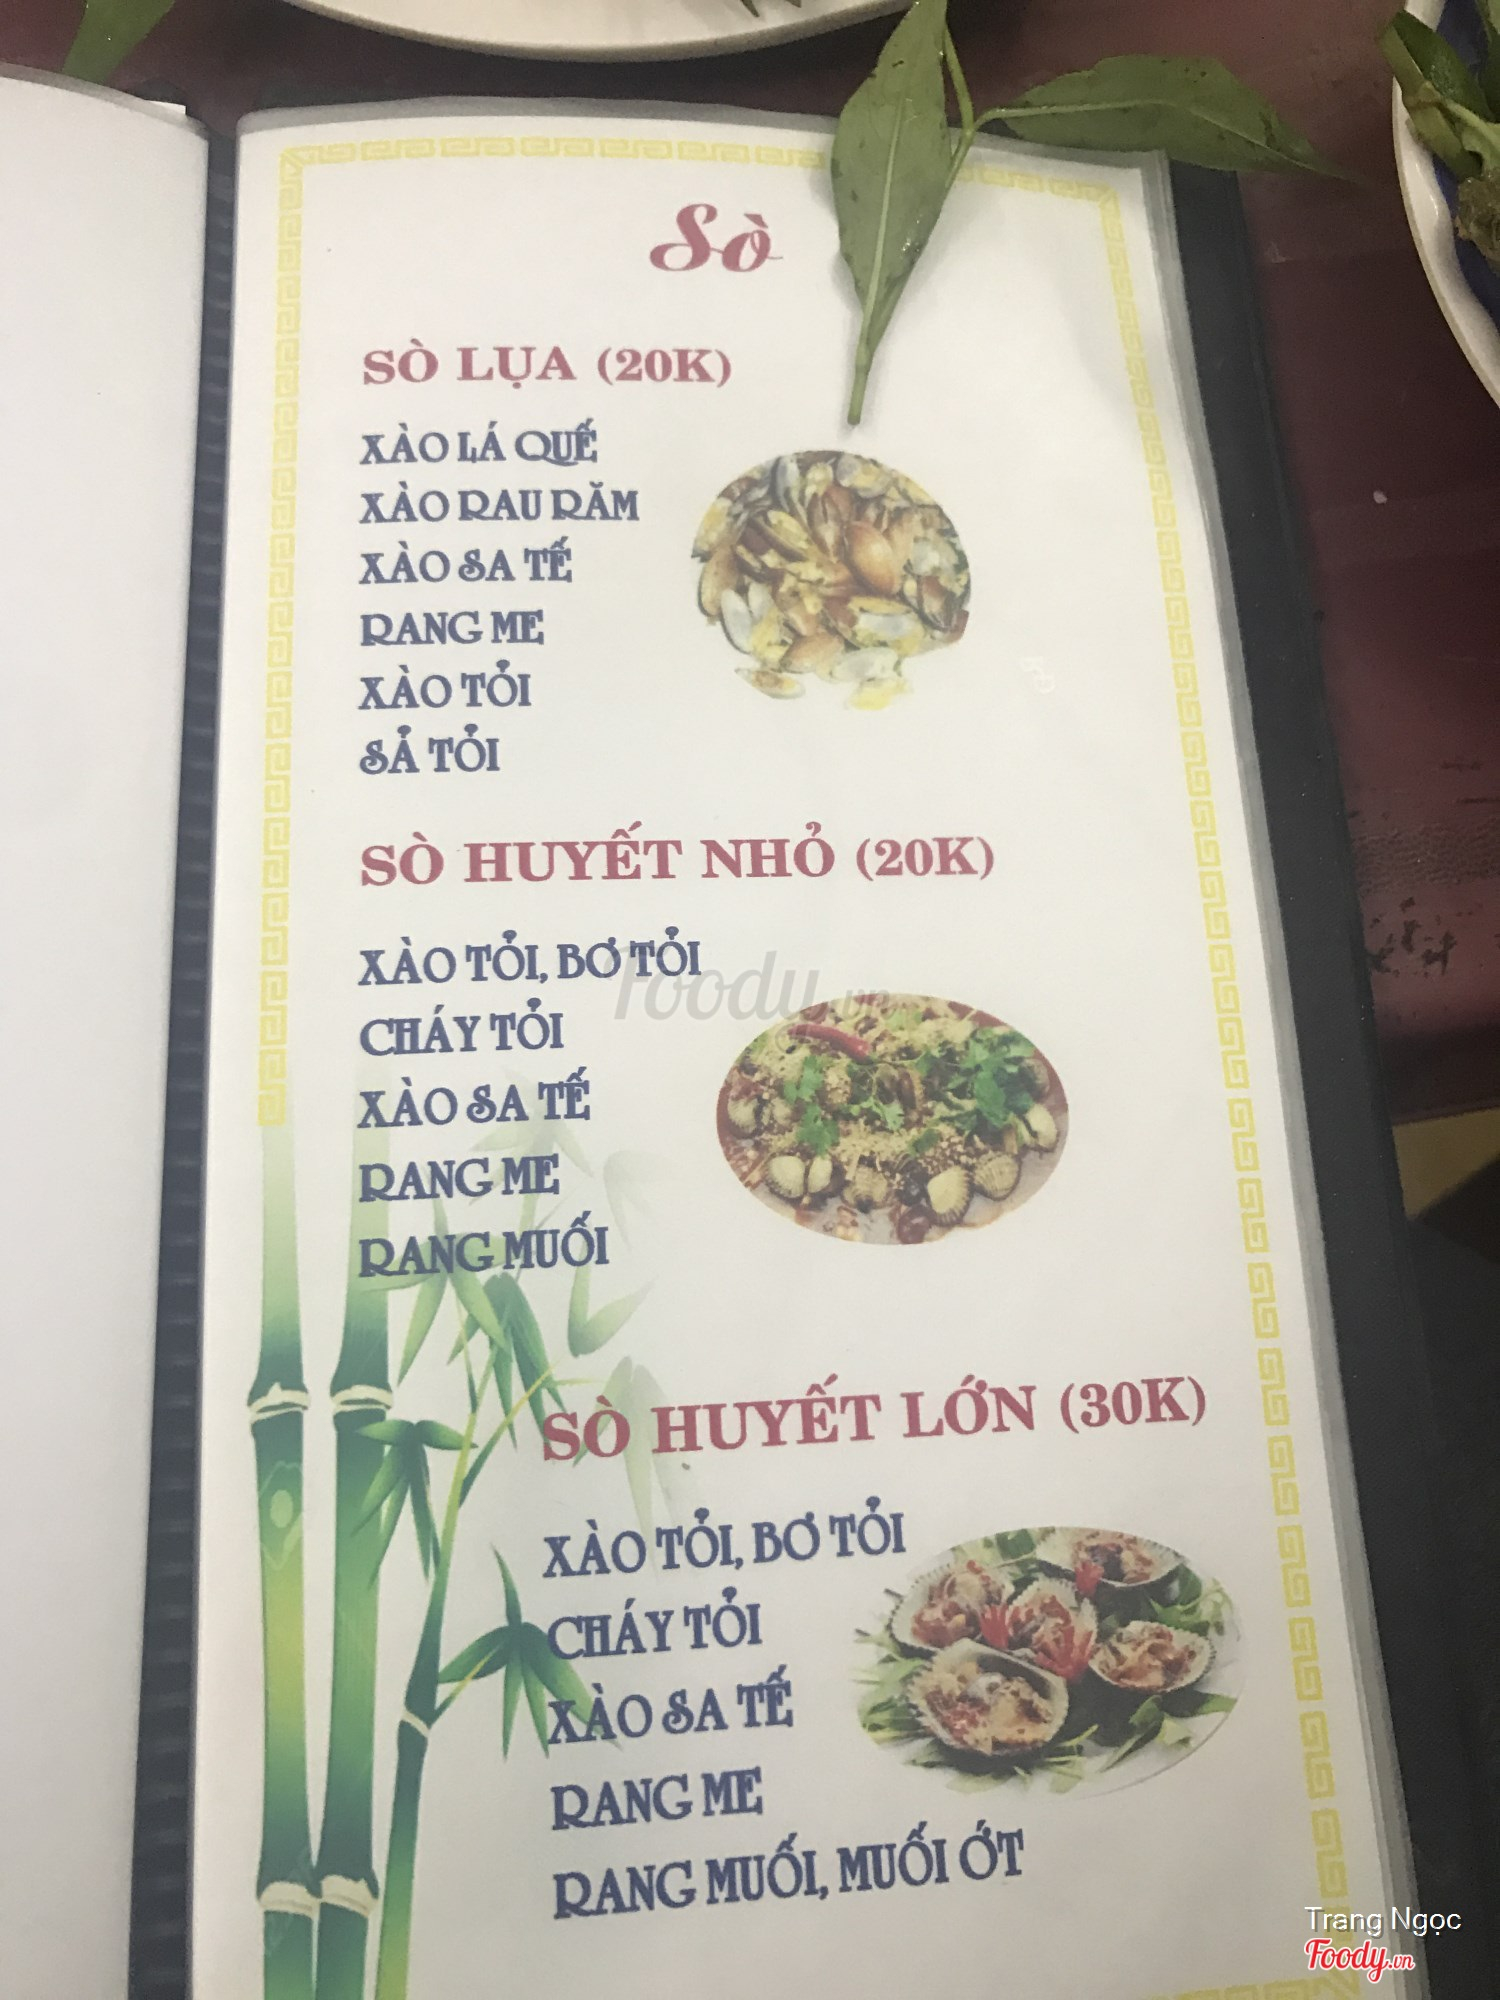 Sò
SÒ LỤA (20K)
XÀO LÁ QUẾ
XÀO RAU RĂM
XÀO SA TẾ
RANG ME
XÀO TỎI
SẢ TỎI
SÒ HUYẾT NHỎ (20K)
XÀO TỎI, BƠ TỎI
CHÁY TỎI
XÀO SA TẾ
RANG ME
RANG MUỐI
Foody.vn
SÒ HUYẾT LỚN (30K)
XÀO TỎI, BƠ TỎI
CHÁY TỎI
XÀO SA TẾ
RANG ME
RANG MUỐI, MUỐI ỚT
Trang Ngọc
Foody.vn